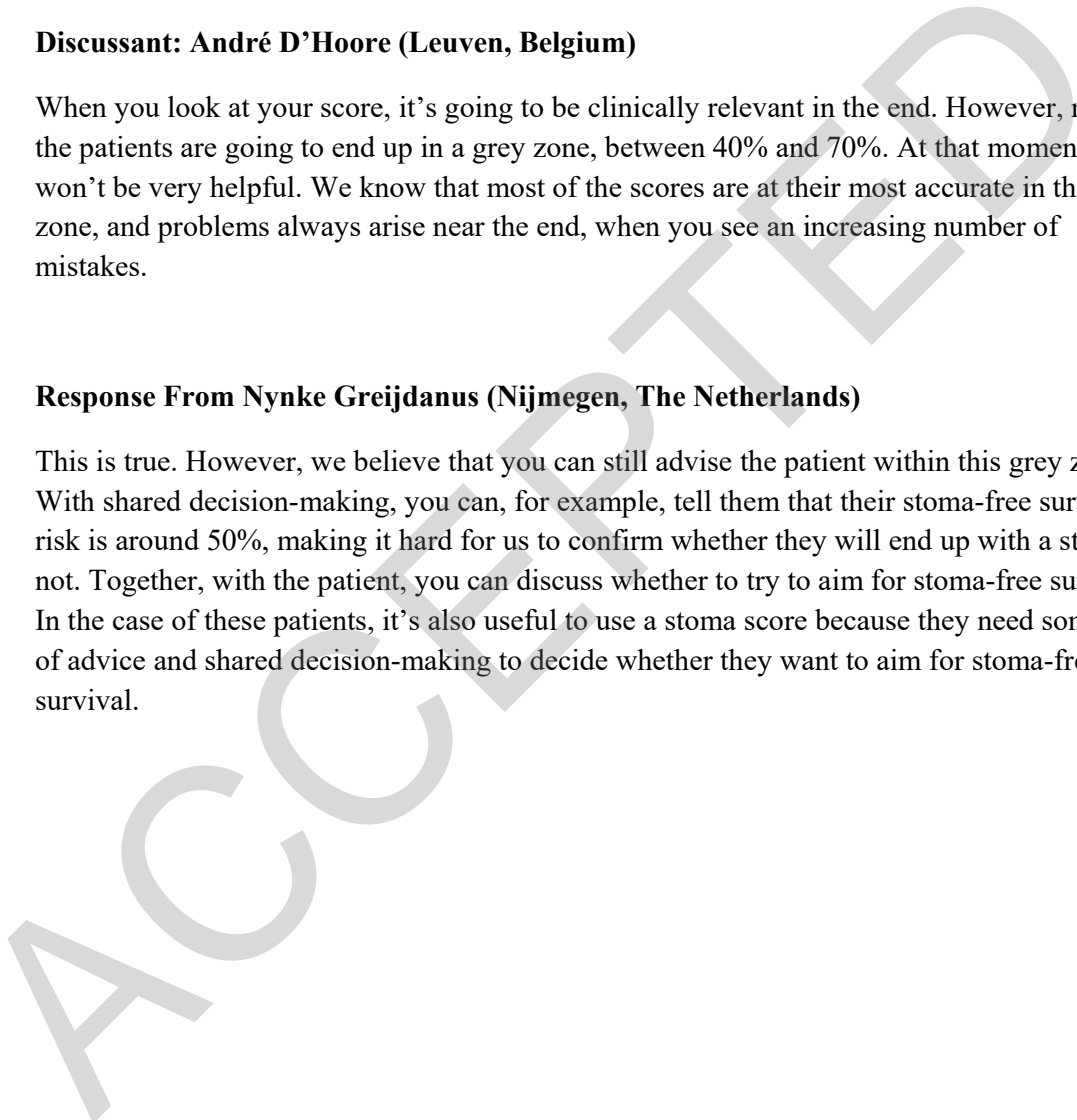 Discussant: André D’Hoore (Leuven, Belgium)
When you look at your score, it’s going to be clinically relevant in the end. However,
the patients are going to end up in a grey zone, between 40% and 70%. At that
won’t be very helpful. We know that most of the scores are at their most accurate in
zone, and problems always arise near the end, when you see an increasing number of
mistakes.
Response From Nynke Greijdanus (Nijmegen, The Netherlands)
This is true. However, we believe that you can still advise the patient within this grey
With shared decision-making, you can, for example, tell them that their stoma-free
risk is around 50%, making it hard for us to confirm whether they will end up with a
not. Together, with the patient, you can discuss whether to try to aim for stoma-free
In the case of these patients, it’s also useful to use a stoma score because they need
of advice and shared decision-making to decide whether they want to aim for
survival.
ACCEPTED